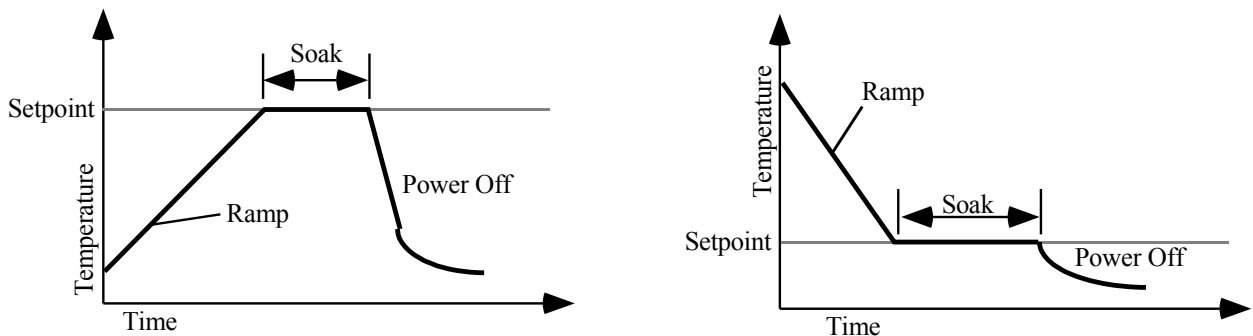 Soak
Setpoint
Temperature
Ramp
Power Off
Time
Temperature
Ramp
Soak
Setpoint
Power Off
Time